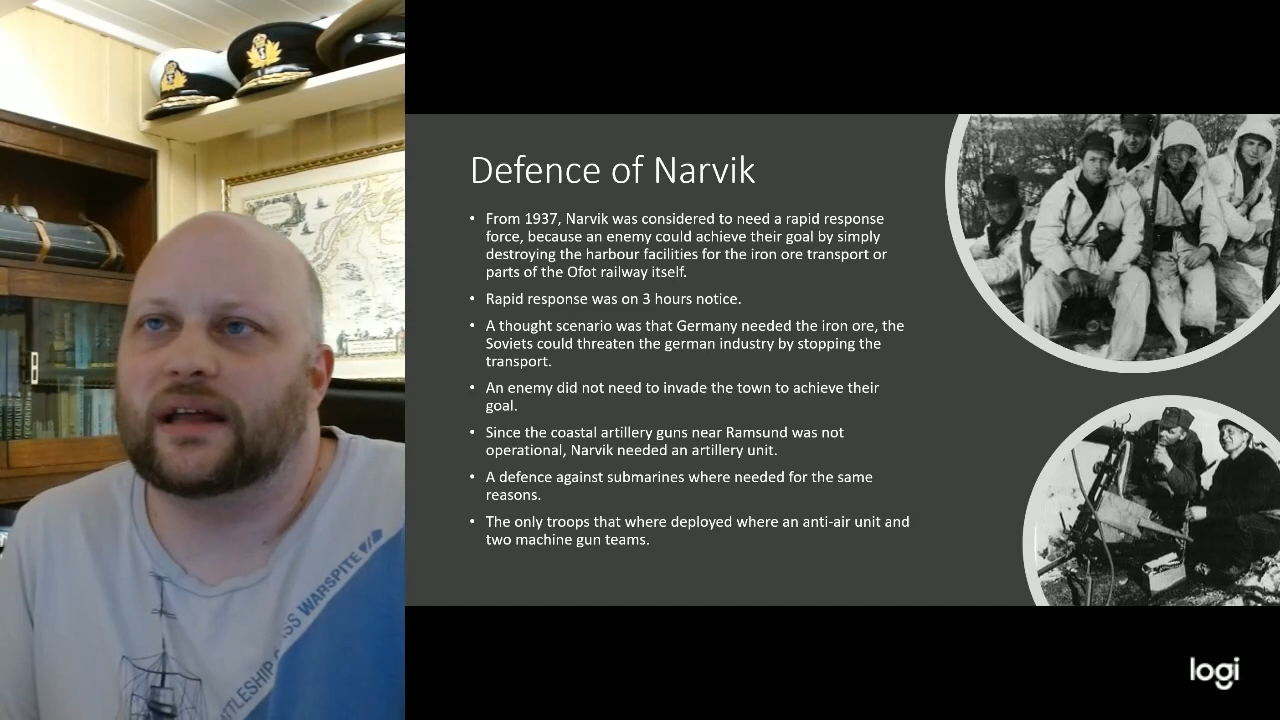 Defence of Narvik
• From 1937, Narvik was considered to need a rapid response
force, because an enemy could achieve their goal by simply
destroying the harbour facilities for the iron ore transport or
parts of the Ofot railway itself.
• Rapid response was on 3 hours notice.
• A thought scenario was that Germany needed the iron ore, the
Soviets could threaten the german industry by stopping the
transport.
• An enemy did not need to invade the town to achieve their
goal.
• Since the coastal artillery guns near Ramsund was not
operational, Narvik needed an artillery unit.
• A defence against submarines where needed for the same
reasons.
• The only troops that where deployed where an anti-air unit and
two machine gun teams.
WARSPITE
logi